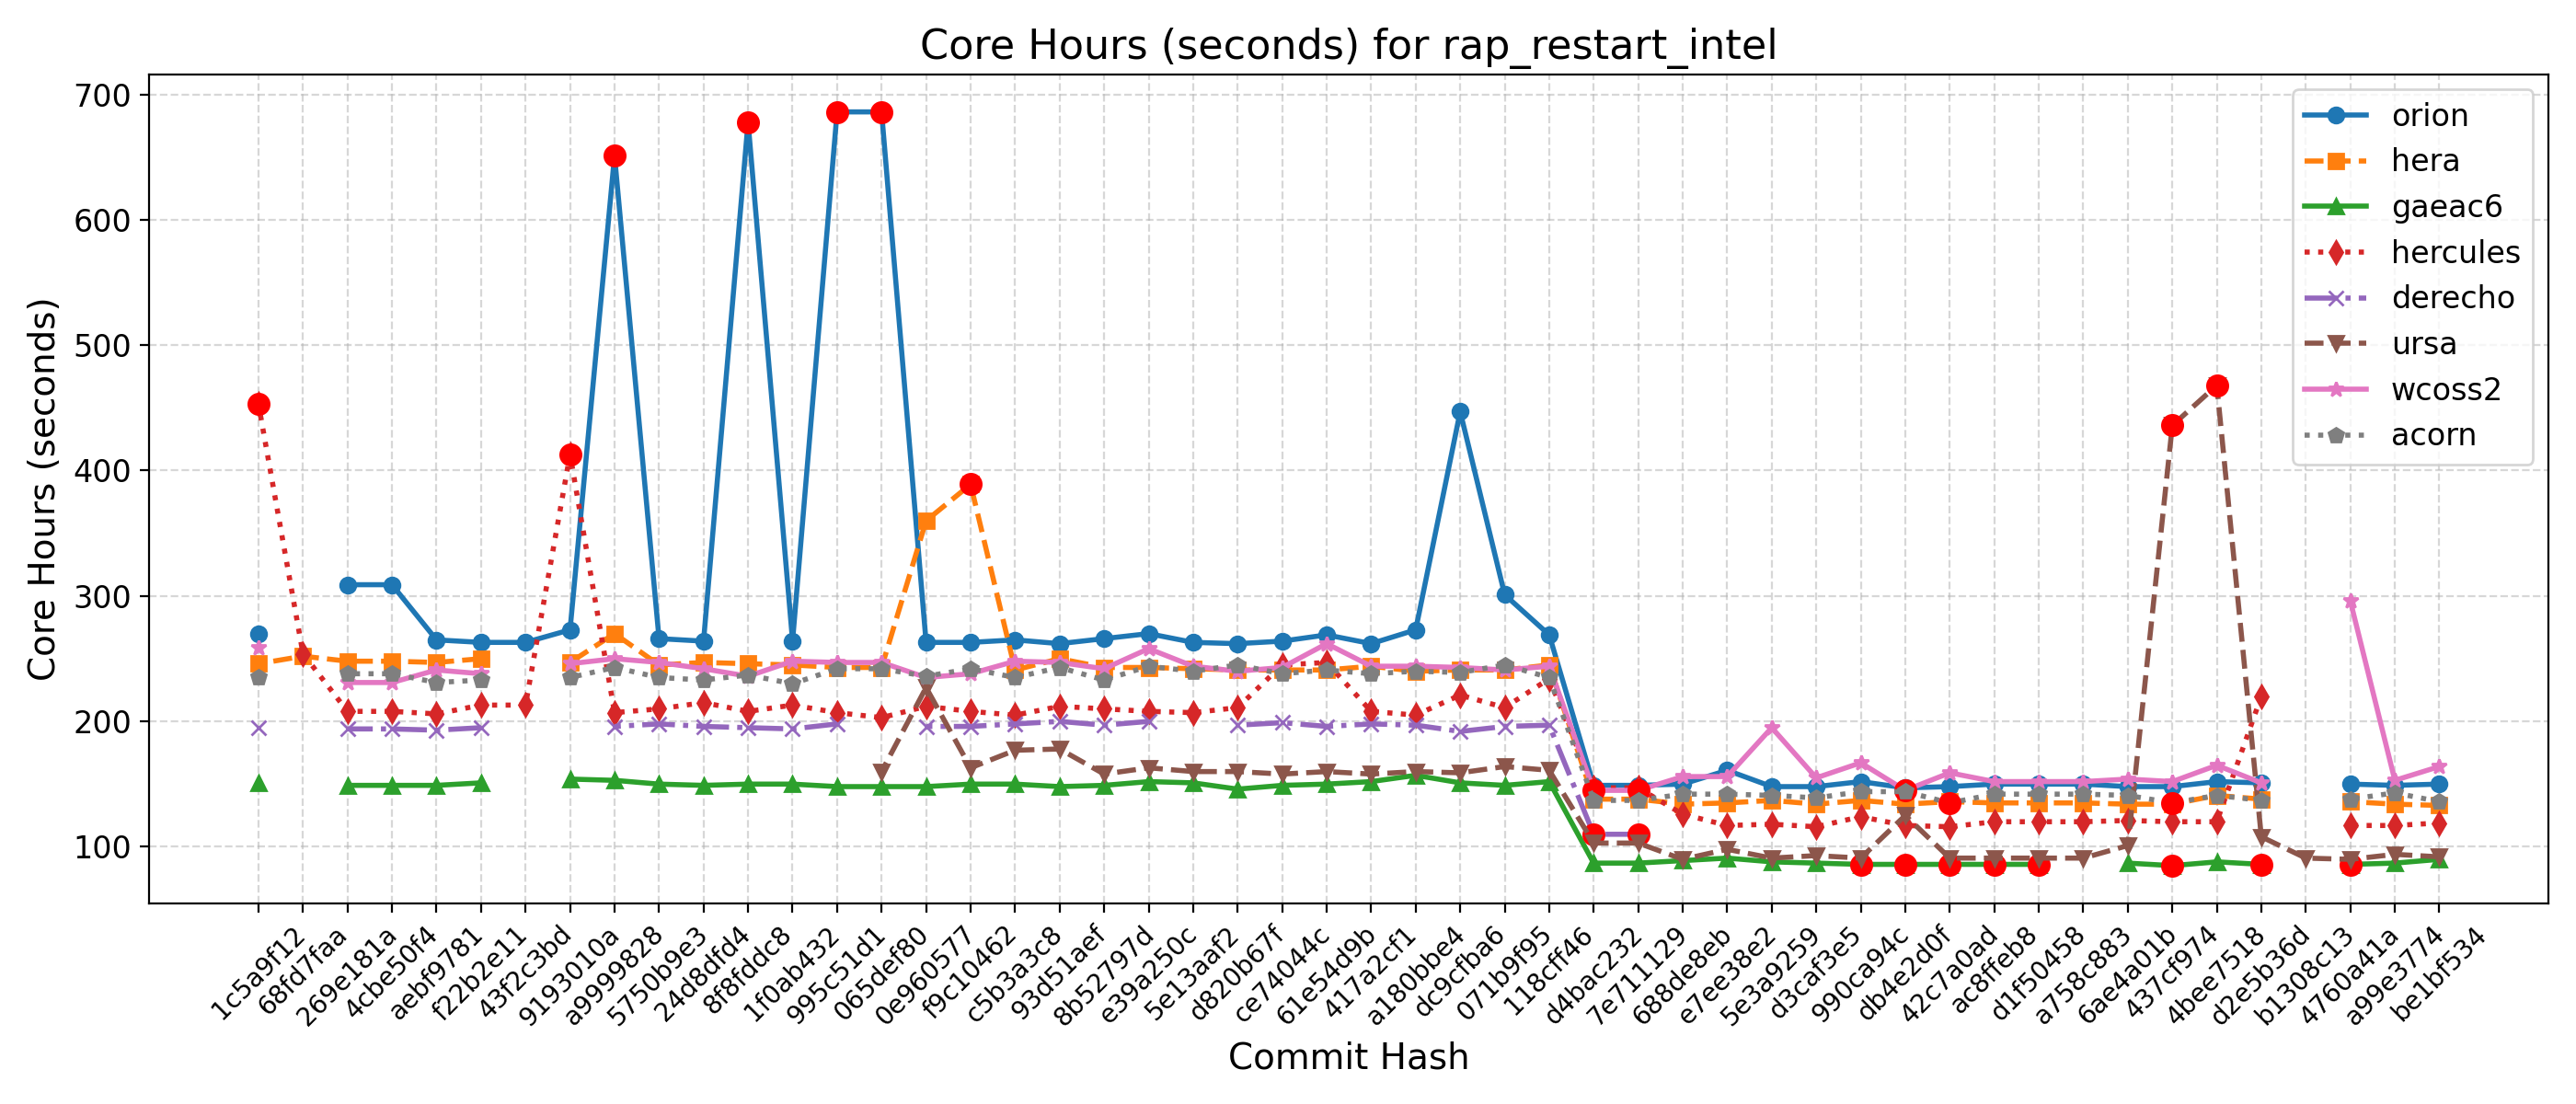 Core Hours (seconds) for rap_restart_intel
Core Hours (seconds)
700
600
500
400
300
200
100
orion
hera
gaeac6
hercules
derecho
ursa
wcoss2
acorn
1c5a9f12
68fd7faa
269e181a
4cbe50f4
aebf9781
f22b2e11
43f2c3bd
9193010a
a9999828
5750b9e3
24d8dfd4
8f8fddc8
1f0ab432
995c51d1
065def80
0e960577
f9c10462
c5b3a3c8
93d51aef
8b52797d
e39a250c
5e13aaf2
d820b67f
ce74044c
61e54d9b
417a2cf1
a180bbe4
dc9cfba6
071b9f95
118cff46
d4bac232
7e711129
688de8eb
e7ee38e2
5e3a9259
d3caf3e5
990ca94c
db4e2d0f
42c7a0ad
ac8ffeb8
d1f50458
a758c883
6ae4a01b
437cf974
4bee7518
d2e5b36d
b1308c13
4760a41a
a99e3774
be1bf534
Commit Hash